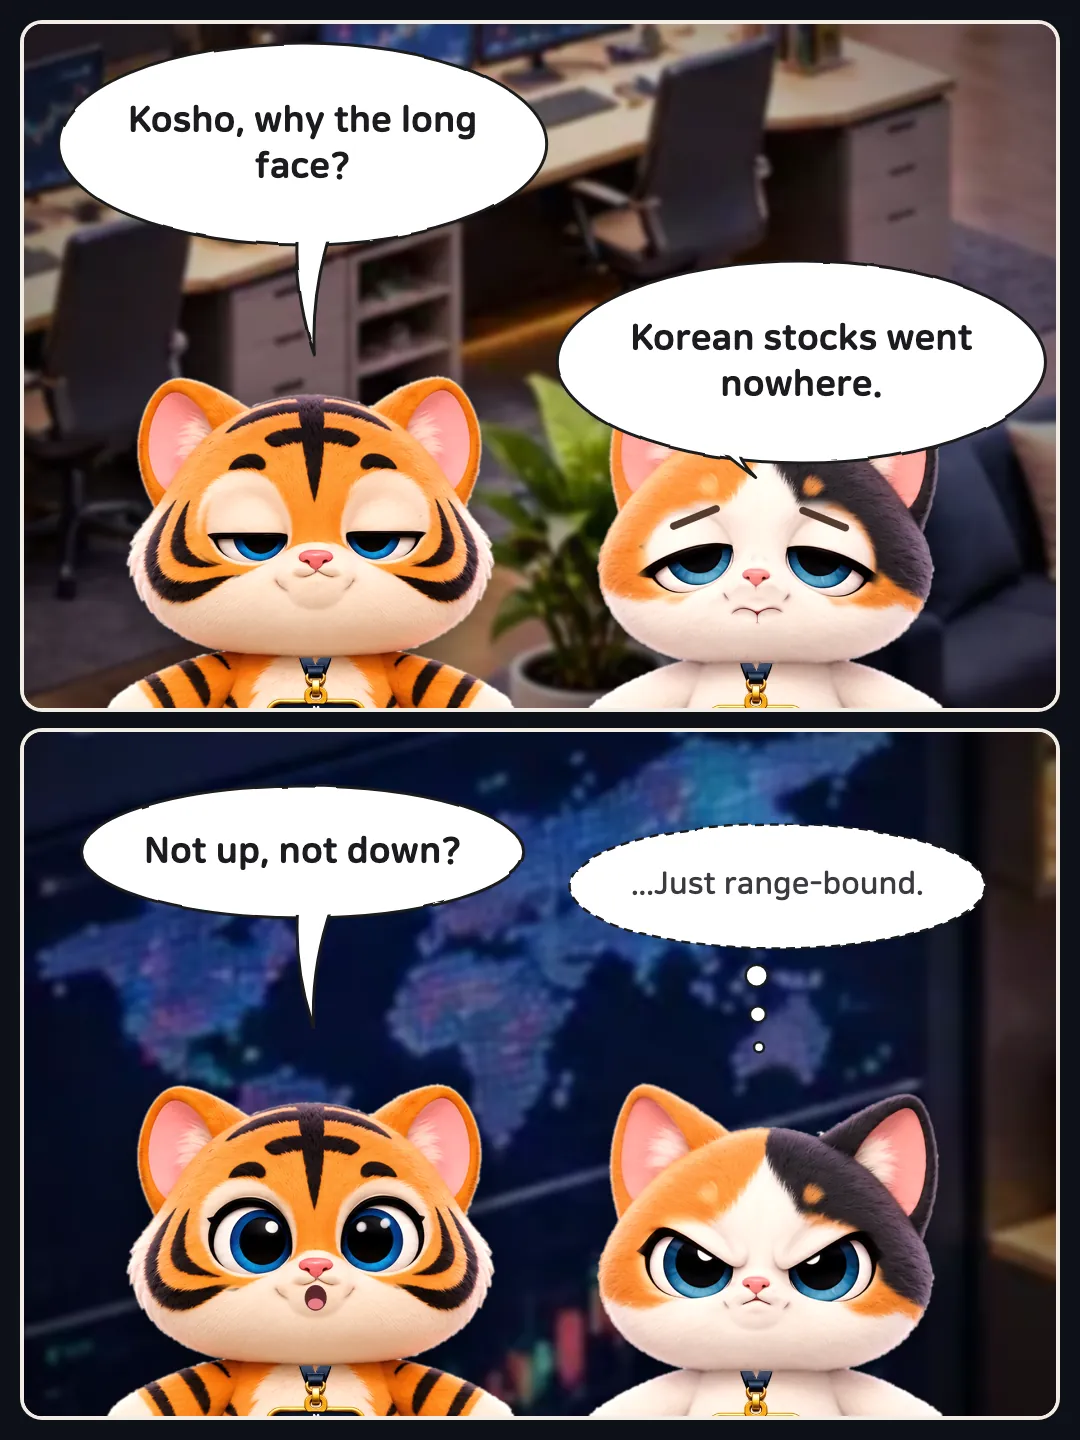 Kosho, why the long
face?
Korean stocks went
nowhere.
Not up, not down?
...Just range-bound.